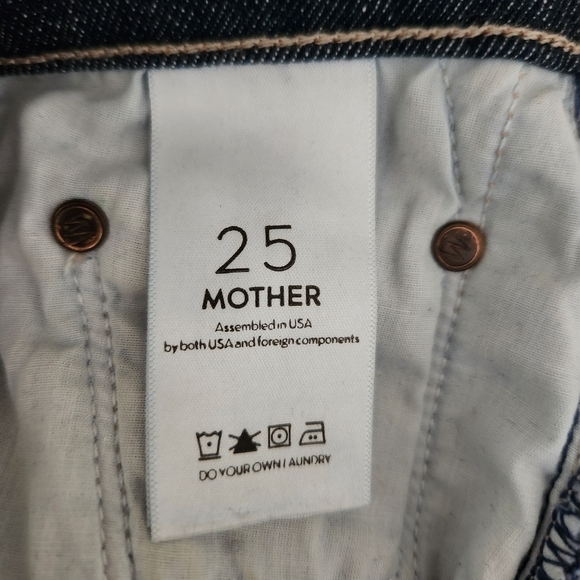 25
MOTHER
Assembled in USA
by both USA and foreign components
DO YOUR OWN LAUNDRY